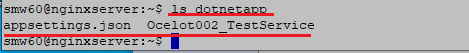 smw60@nginxserver:~$ ls dotnetapp
appsettings.json  Ocelot002_TestService
smw60@nginxserver:~$